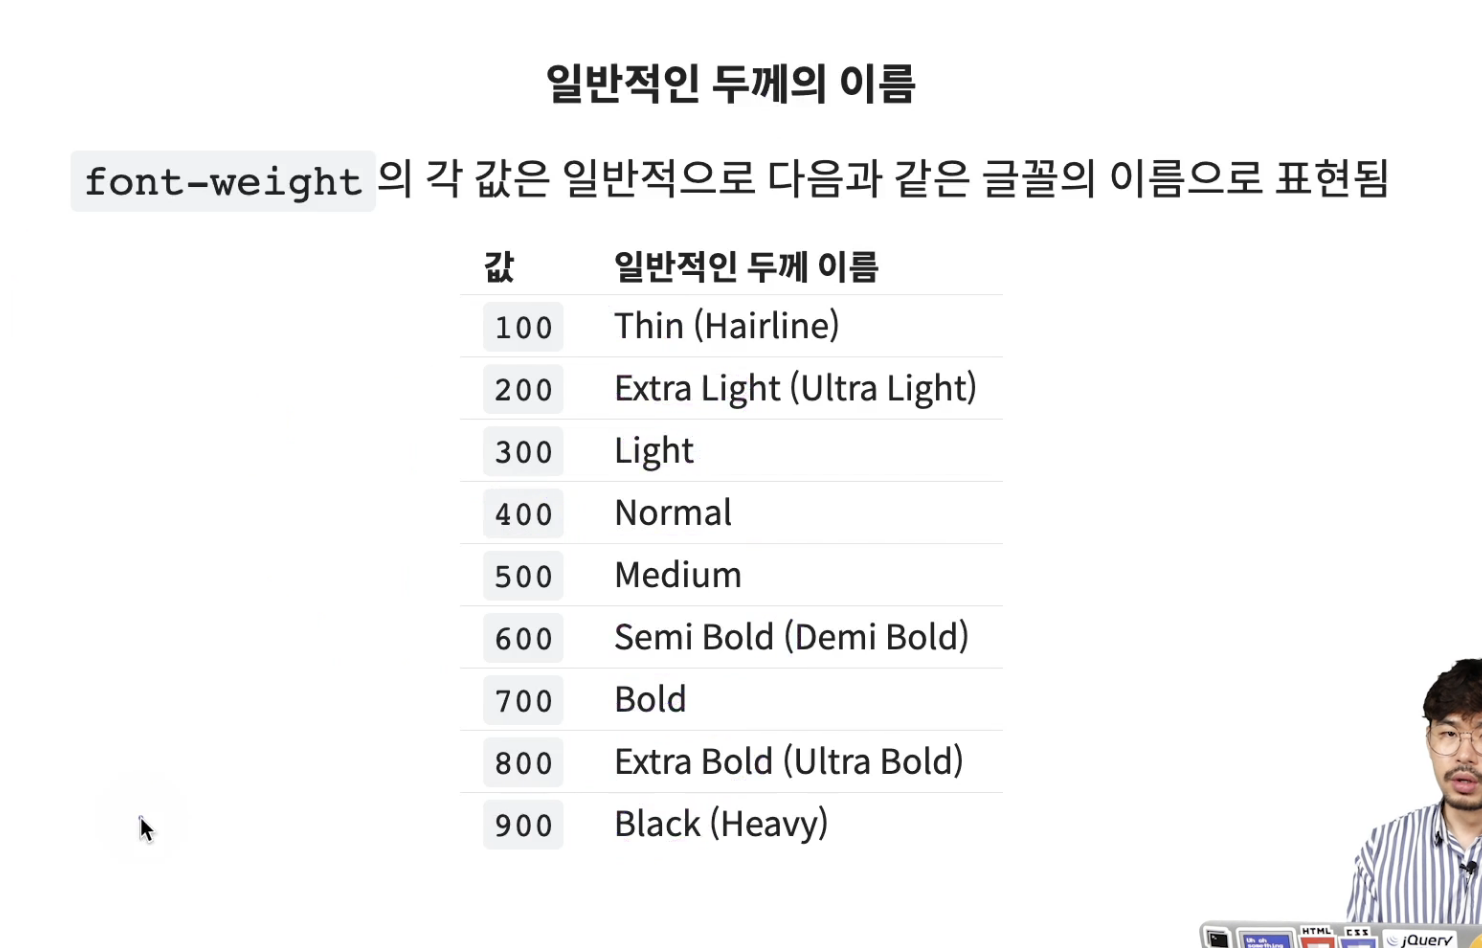 일반적인 두께의 이름
font-weight의 각 값은 일반적으로 다음과 같은 글꼴의 이름으로 표현됨
값 일반적인 두께 이름
100 Thin (Hairline)
200 Extra Light (Ultra Light)
300 Light
400 Normal
500 Medium
600 Semi Bold (Demi Bold)
700 Bold
800 Extra Bold (Ultra Bold)
900 Black (Heavy)
HTML
CSS
Uh oh
something
jQuery